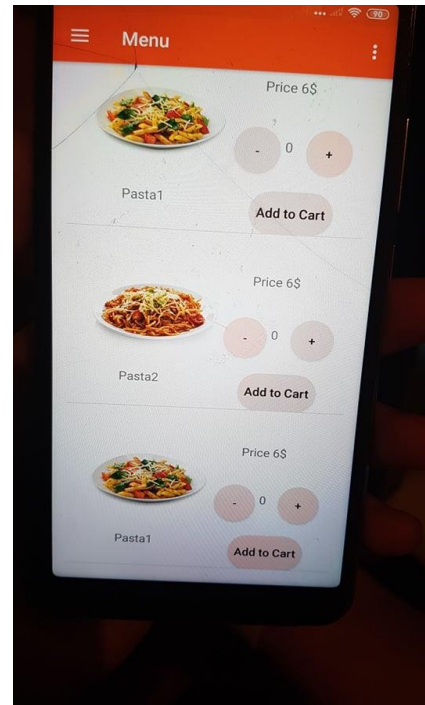 90
Menu
Price 6$
- 0 +
Pasta1
Add to Cart
Price 6$
- 0 +
Pasta2
Add to Cart
Price 6$
- 0 +
Pasta1
Add to Cart